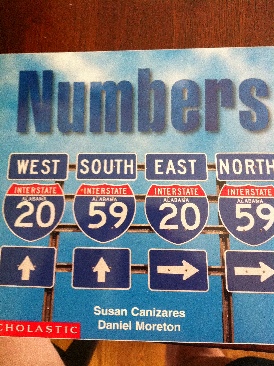 Numbers
WEST SOUTH EAST NORTH
INTERSTATE INTERSTATE INTERSTATE INTERSTATE
ALABAMA ALABAMA ALABAMA ALABAMA
20 59 20 59
Susan Canizares
Daniel Moreton
SCHOLASTIC